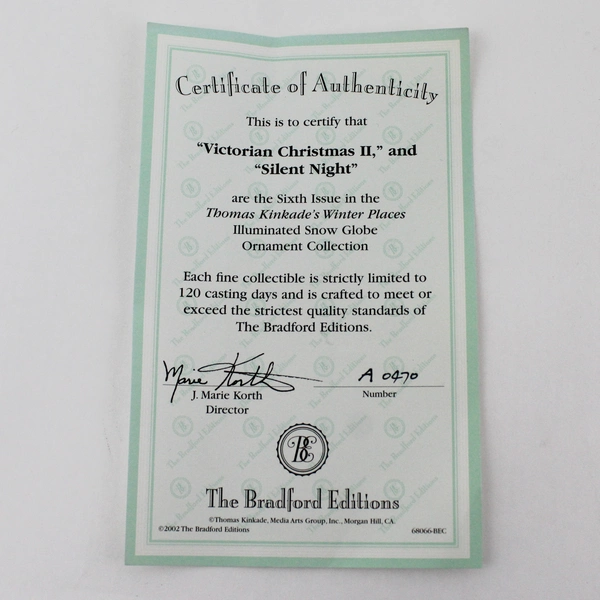 Certificate of Authenticity
This is to certify that
“Victorian Christmas II,” and
“Silent Night”
are the Sixth Issue in the
Thomas Kinkade's Winter Places
Illuminated Snow Globe
Ornament Collection
Each fine collectible is strictly limited to
120 casting days and is crafted to meet or
exceed the strictest quality standards of
The Bradford Editions.
Marie Korth
J. Marie Korth
Director
A 0470
Number
BE
The Bradford Editions
©Thomas Kinkade, Media Arts Group, Inc., Morgan Hill, CA.
©2002 The Bradford Editions
68066-BEC